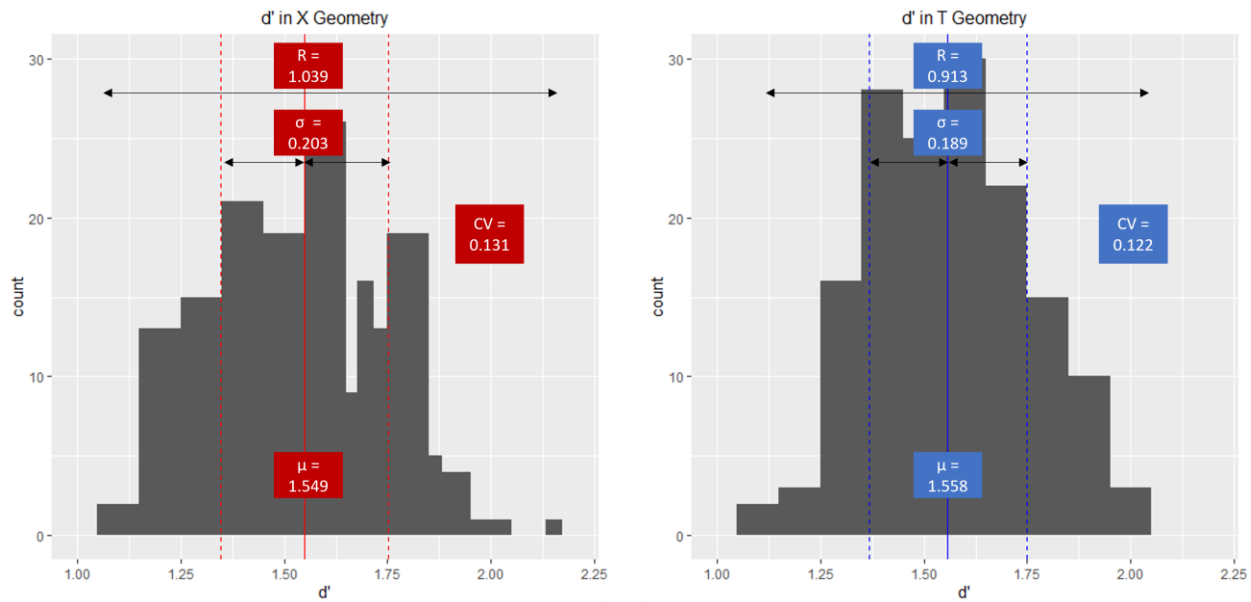 d' in X Geometry
30
20
10
0
count
R =
1.039
σ =
0.203
CV =
0.131
μ =
1.549
1.00
1.25
1.50
1.75
2.00
2.25
d'
d' in T Geometry
30
20
10
0
count
R =
0.913
σ =
0.189
CV =
0.122
μ =
1.558
1.00
1.25
1.50
1.75
2.00
2.25
d'